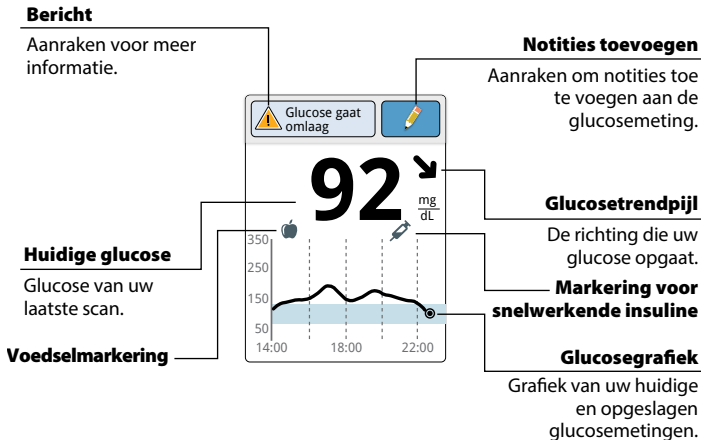 Bericht
Aanraken voor meer
informatie.
Notities toevoegen
Aanraken om notities toe
te voegen aan de
glucosemeting.
Glucose gaat
omlaag
92
mg
dL
Glucosetrendpijl
De richting die uw
glucose opgaat.
Huidige glucose
Glucose van uw
laatste scan.
Markering voor
snelwerkende insuline
Voedselmarkering
350
250
150
50
14:00 18:00 22:00
Glucosegrafiek
Grafiek van uw huidige
en opgeslagen
glucosemetingen.